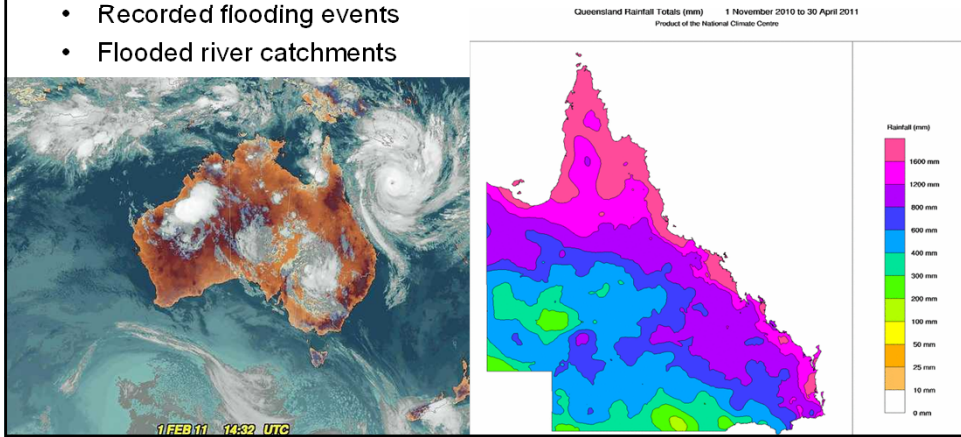 • Recorded flooding events
• Flooded river catchments
Queensland Rainfall Totals (mm) 1 November 2010 to 30 April 2011
Product of the National Climate Centre
Rainfall (mm)
1600 mm
1200 mm
800 mm
600 mm
400 mm
300 mm
200 mm
100 mm
50 mm
25 mm
10 mm
0 mm
1 FEB 11 14:32 UTC